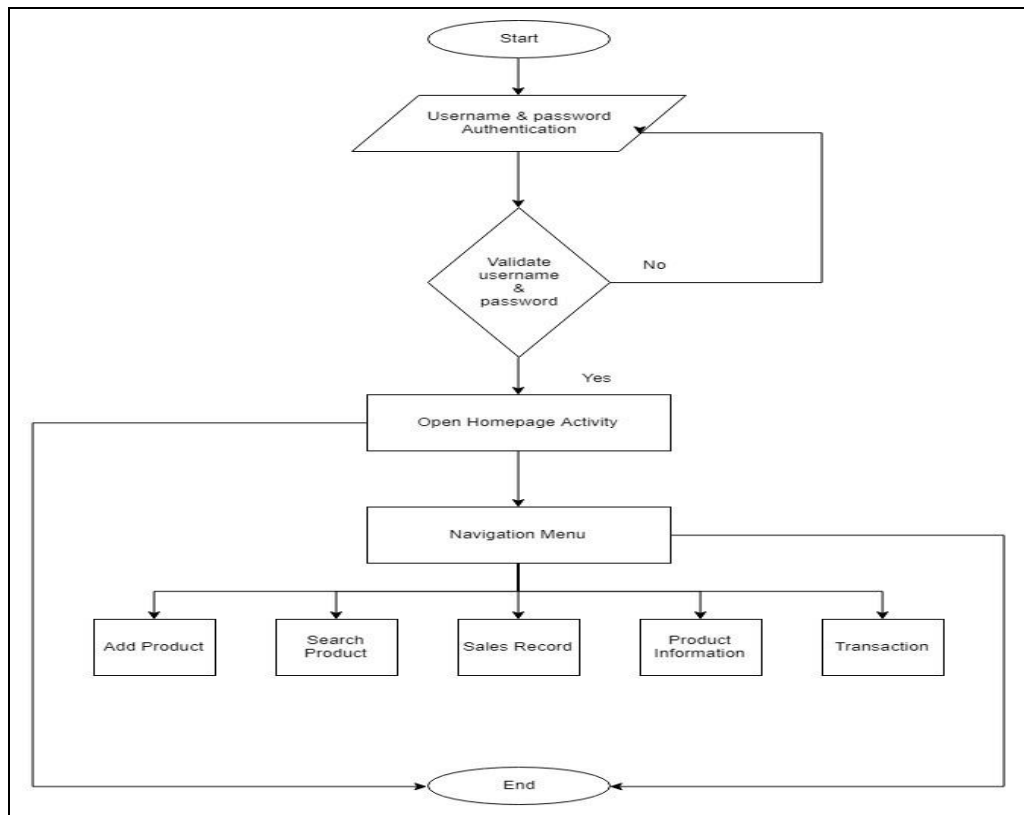 Start
Username & password
Authentication
Validate
username
&
password
No
Yes
Open Homepage Activity
Navigation Menu
Add Product
Search
Product
Sales Record
Product
Information
Transaction
End